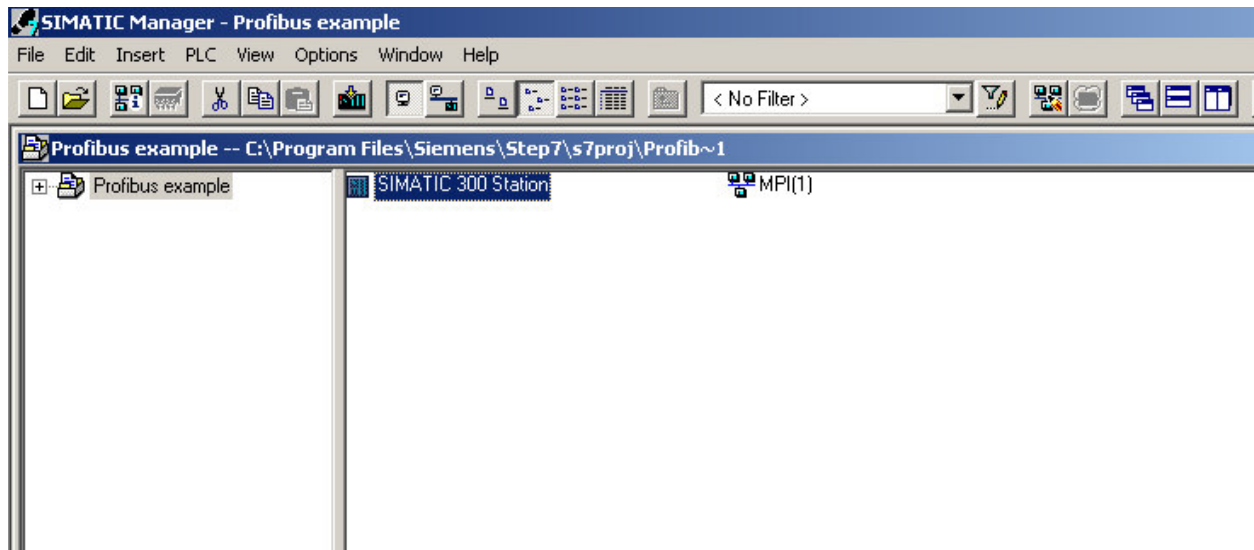 SIMATIC Manager - Profibus example
File Edit Insert PLC View Options Window Help
< No Filter >
Profibus example -- C:\Program Files\Siemens\Step7\s7proj\Profib~1
Profibus example
SIMATIC 300 Station
MPI(1)